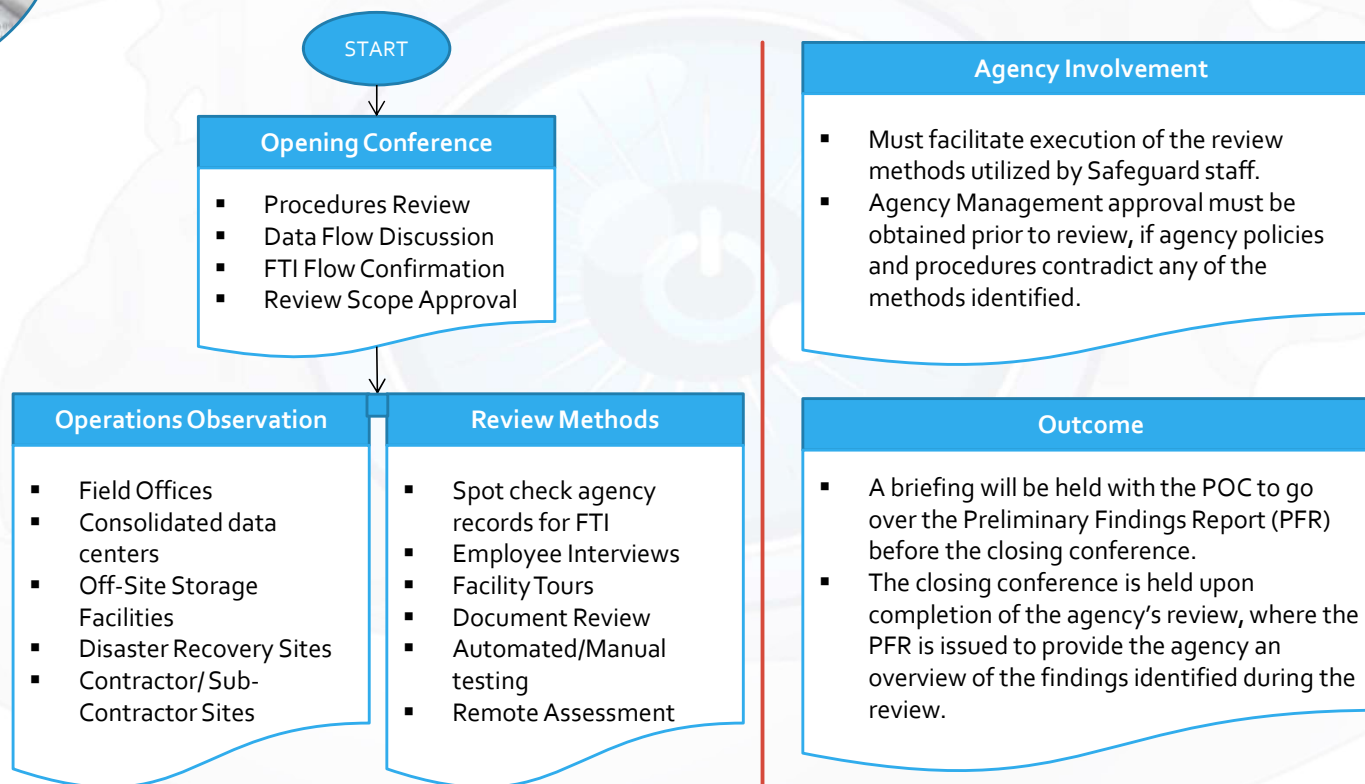 START
Opening Conference
▪ Procedures Review
▪ Data Flow Discussion
▪ FTI Flow Confirmation
▪ Review Scope Approval
Operations Observation
▪ Field Offices
▪ Consolidated data
centers
▪ Off-Site Storage
Facilities
▪ Disaster Recovery Sites
▪ Contractor/ Sub-
Contractor Sites
Review Methods
▪ Spot check agency
records for FTI
▪ Employee Interviews
▪ Facility Tours
▪ Document Review
▪ Automated/Manual
testing
▪ Remote Assessment
Agency Involvement
▪ Must facilitate execution of the review
methods utilized by Safeguard staff.
▪ Agency Management approval must be
obtained prior to review, if agency policies
and procedures contradict any of the
methods identified.
Outcome
▪ A briefing will be held with the POC to go
over the Preliminary Findings Report (PFR)
before the closing conference.
▪ The closing conference is held upon
completion of the agency's review, where the
PFR is issued to provide the agency an
overview of the findings identified during the
review.